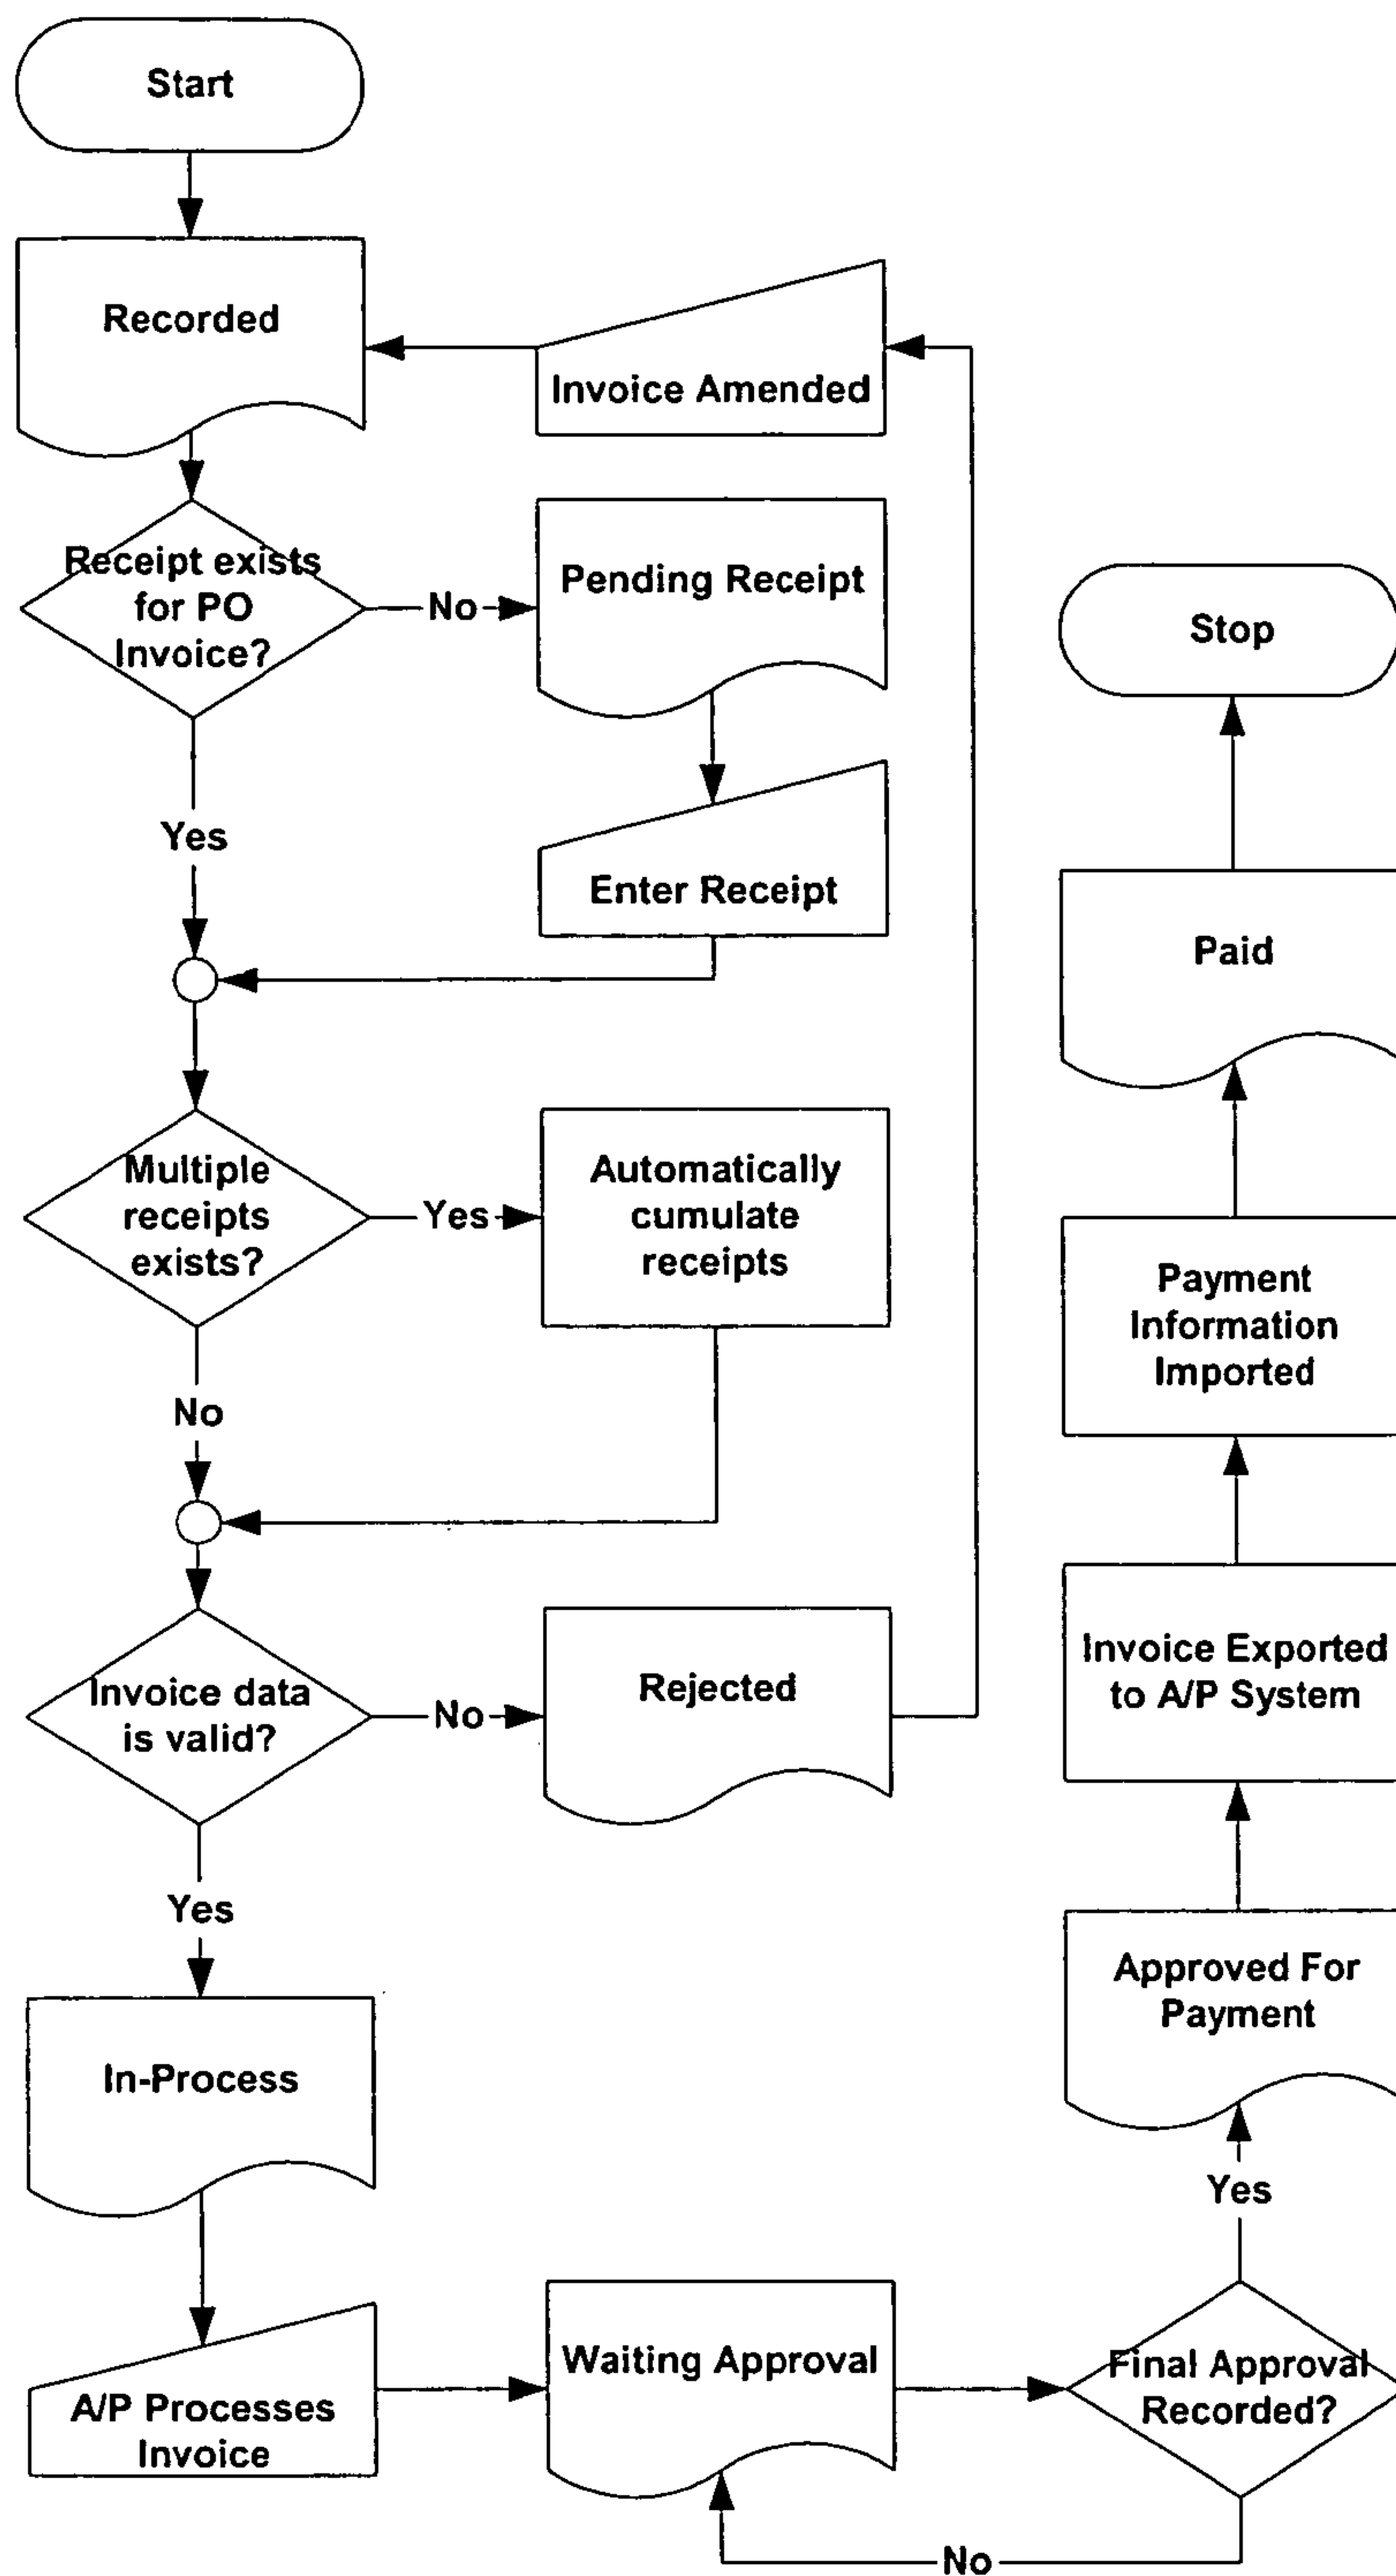 Start
Recorded
Invoice Amended
Receipt exists
for PO
Invoice?
No
Pending Receipt
Yes
Enter Receipt
Multiple
receipts
exists?
Yes
Automatically
cumulate
receipts
No
Invoice data
is valid?
No
Rejected
Yes
In-Process
A/P Processes
Invoice
Waiting Approval
Final Approval
Recorded?
No
Yes
Approved For
Payment
Invoice Exported
to A/P System
Payment
Information
Imported
Paid
Stop